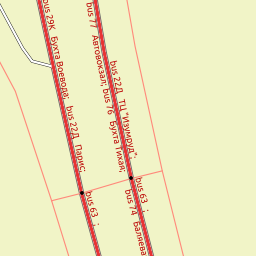 bus 29К   Бухта Воевода;   bus 22Д   Парис;   bus 63   ;
bus 77   Автовокзал; bus 76   Бухта Тихая;   bus 74   Баляева
bus 22Д   ТЦ "Изумруд";   bus 63   ;